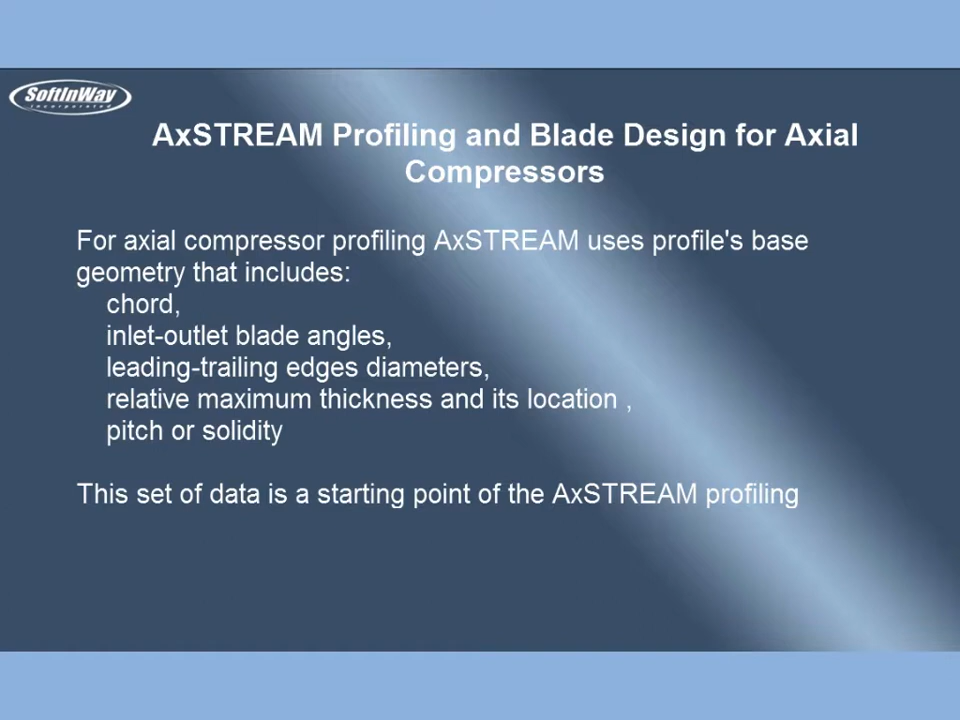 SoftInWay
incorporated
AxSTREAM Profiling and Blade Design for Axial
Compressors
For axial compressor profiling AxSTREAM uses profile's base
geometry that includes:
chord,
inlet-outlet blade angles,
leading-trailing edges diameters,
relative maximum thickness and its location ,
pitch or solidity
This set of data is a starting point of the AxSTREAM profiling